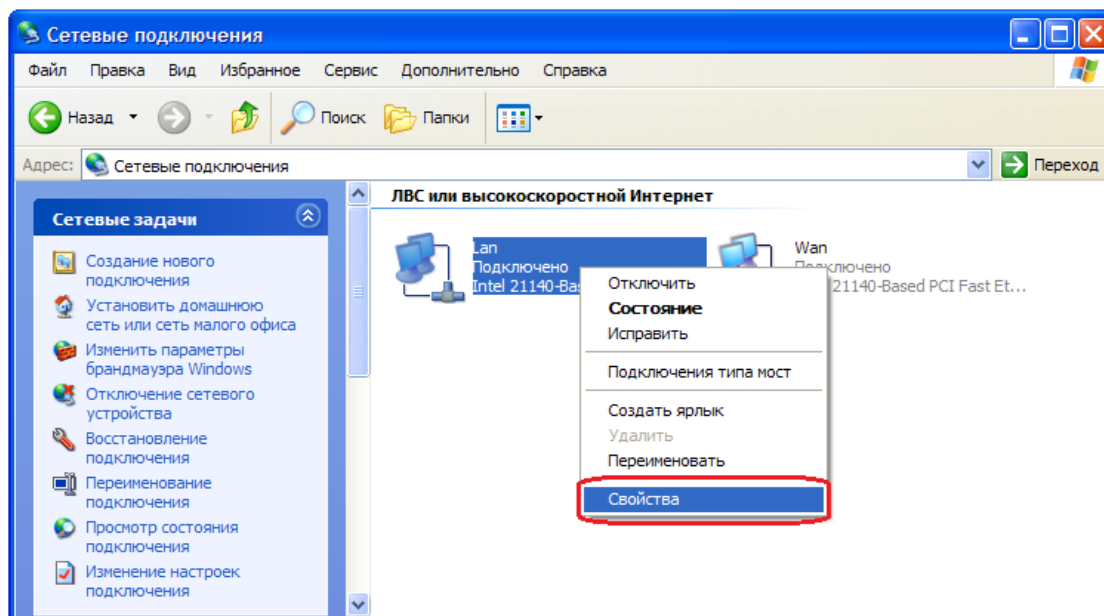 Сетевые подключения
Файл Правка Вид Избранное Сервис Дополнительно Справка
Назад Поиск Папки
Адрес: Сетевые подключения Переход
Сетевые задачи
Создание нового
подключения
Установить домашнюю
сеть или сеть малого офиса
Изменить параметры
брандмауэра Windows
Отключение сетевого
устройства
Восстановление
подключения
Переименование
подключения
Просмотр состояния
подключения
Изменение настроек
подключения
ЛВС или высокоскоростной Интернет
Lan
Подключено
Intel 21140-Bas
Wan
Подключено
21140-Based PCI Fast Et...
Отключить
Состояние
Исправить
Подключения типа мост
Создать ярлык
Удалить
Переименовать
Свойства